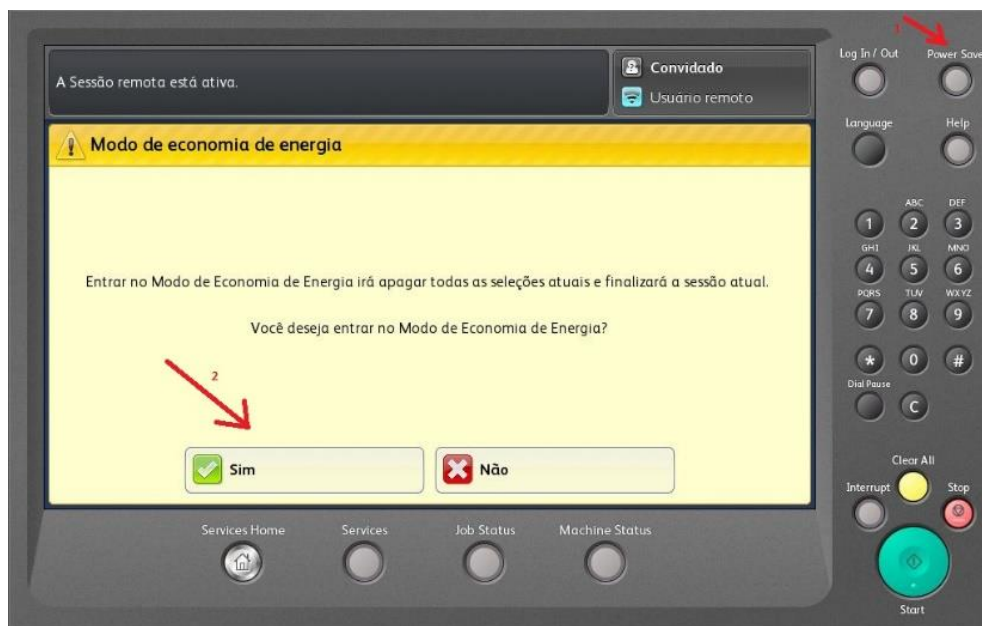 1
Log In / Out
Power Save
A Sessão remota está ativa.
Convidado
Usuário remoto
Language
Help
Modo de economia de energia
ABC
DEF
1
2
3
GHI
JKL
MNO
4
5
6
Entrar no Modo de Economia de Energia irá apagar todas as seleções atuais e finalizará a sessão atual.
PQRS
TUV
WXYZ
7
8
9
Você deseja entrar no Modo de Economia de Energia?
*
0
#
2
Dial Pause
C
Sim
Não
Clear All
Interrupt
Stop
Services Home
Services
Job Status
Machine Status
Start